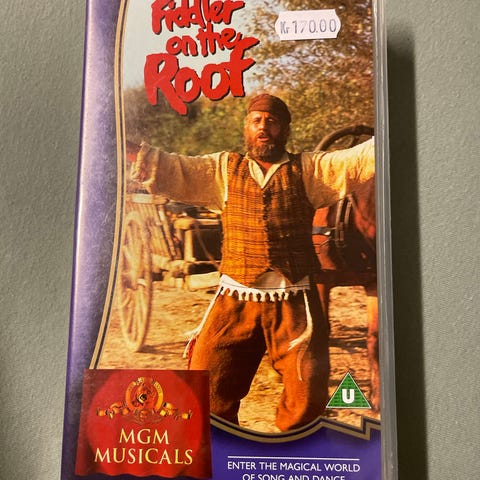 Kr 170.00
Fiddler
on the
Roof
U
MGM
MUSICALS
ENTER THE MAGICAL WORLD
OF SONG AND DANCE